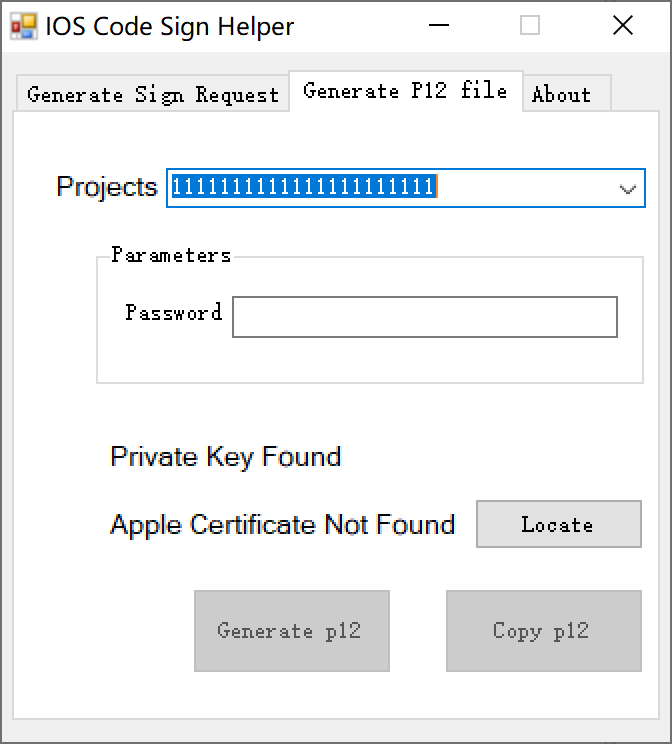 IOS Code Sign Helper
Generate Sign Request Generate P12 file About
Projects 1111111111111111111111
Parameters
Password
Private Key Found
Apple Certificate Not Found Locate
Generate p12 Copy p12